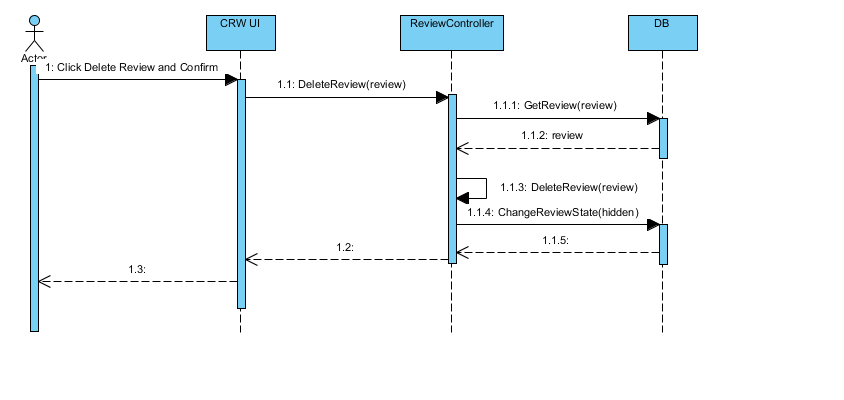 CRW UI
ReviewController
DB
Actor
1: Click Delete Review and Confirm
1.1: DeleteReview(review)
1.1.1: GetReview(review)
1.1.2: review
1.1.3: DeleteReview(review)
1.1.4: ChangeReviewState(hidden)
1.1.5:
1.2:
1.3: